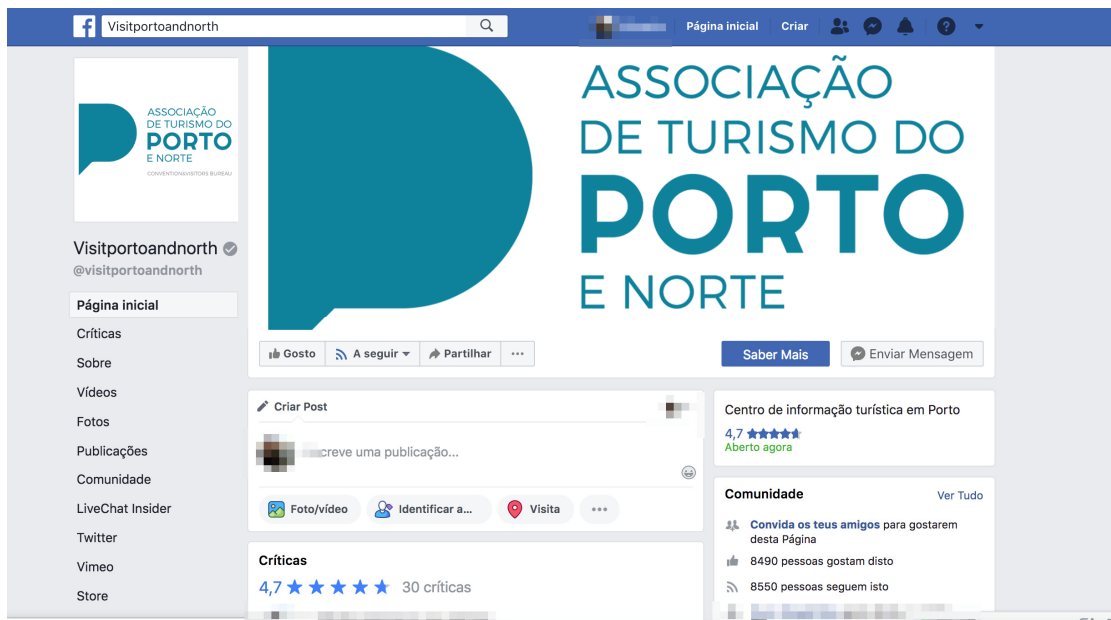 Visitportoandnorth
Página inicial
Criar
ASSOCIAÇÃO
DE TURISMO DO
PORTO
E NORTE
CONVENTION&VISITORS BUREAU
ASSOCIAÇÃO
DE TURISMO DO
PORTO
E NORTE
Visitportoandnorth
@visitportoandnorth
Página inicial
Críticas
Sobre
Vídeos
Fotos
Publicações
Comunidade
LiveChat Insider
Twitter
Vimeo
Store
Gosto
A seguir
Partilhar
Saber Mais
Enviar Mensagem
Criar Post
creve uma publicação...
Foto/vídeo
Identificar a...
Visita
Críticas
4,7
30 críticas
Centro de informação turística em Porto
4,7
Aberto agora
Comunidade
Ver Tudo
Convida os teus amigos para gostarem
desta Página
8490 pessoas gostam disto
8550 pessoas seguem isto